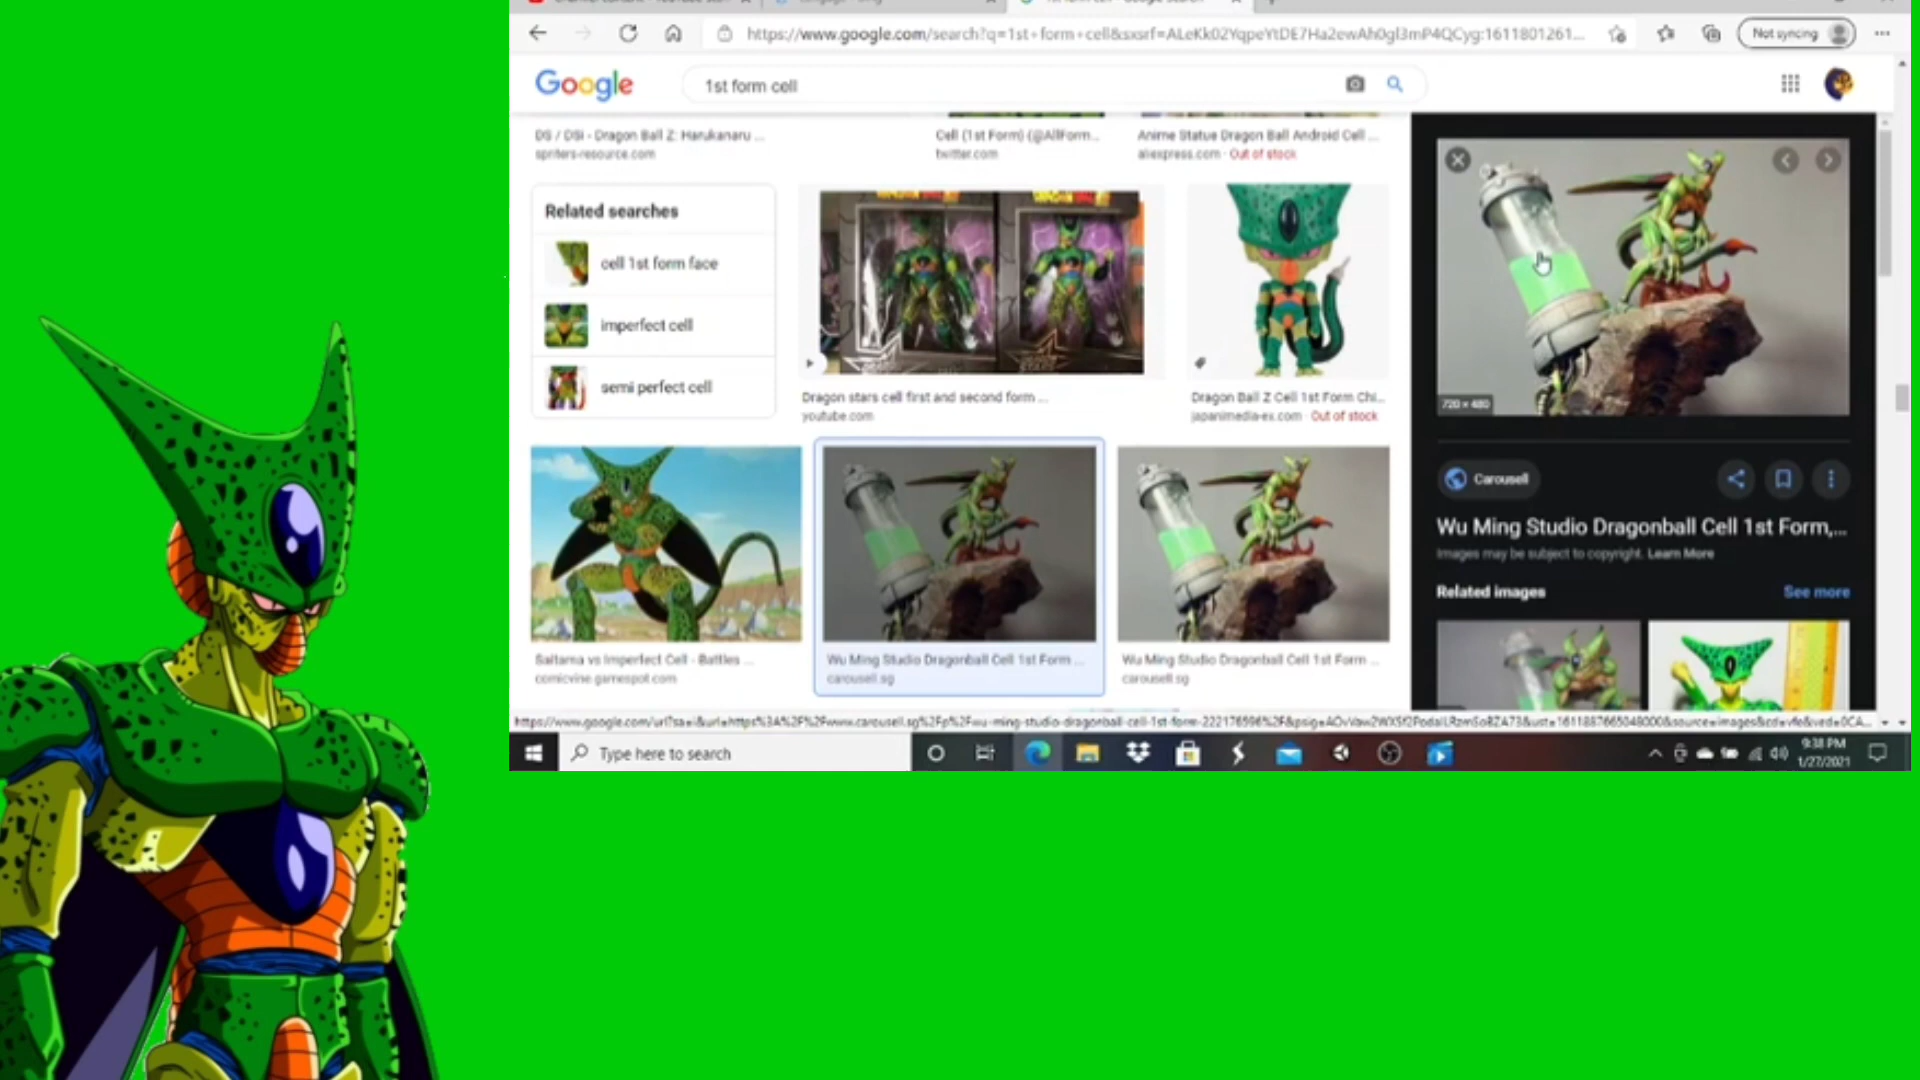 https://www.google.com/search?q=1st+form+cell&sxsrf=ALeKk02YqpeYtDE7Ha2ewAh0gl3mP4QCyg:1611801261...
Not syncing
Google
1st form cell
DS / DSi - Dragon Ball Z: Harukanaru ...
spriters-resource.com
Cell (1st Form) (@AllForm...
twitter.com
Anime Statue Dragon Ball Android Cell ...
aliexpress.com · Out of stock
Related searches
cell 1st form face
imperfect cell
semi perfect cell
Dragon stars cell first and second form ...
youtube.com
Dragon Ball Z Cell 1st Form Chi...
japanimedia-ex.com · Out of stock
720 × 480
Carousell
Wu Ming Studio Dragonball Cell 1st Form,...
Images may be subject to copyright. Learn More
Related images
See more
Saitama vs Imperfect Cell - Battles ...
comicvine.gamespot.com
Wu Ming Studio Dragonball Cell 1st Form ...
carousell.sg
Wu Ming Studio Dragonball Cell 1st Form ...
carousell.sg
Type here to search
9:38 PM
1/27/2021